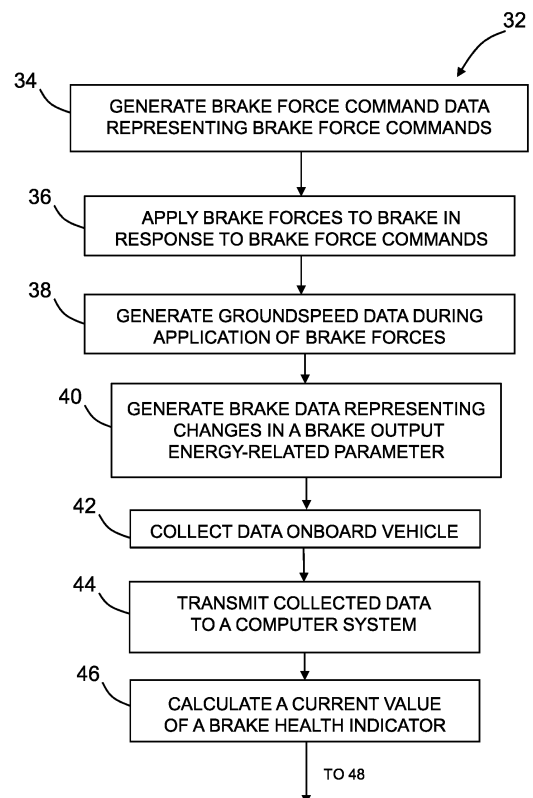 32
34
GENERATE BRAKE FORCE COMMAND DATA
REPRESENTING BRAKE FORCE COMMANDS
36
APPLY BRAKE FORCES TO BRAKE IN
RESPONSE TO BRAKE FORCE COMMANDS
38
GENERATE GROUNDSPEED DATA DURING
APPLICATION OF BRAKE FORCES
40
GENERATE BRAKE DATA REPRESENTING
CHANGES IN A BRAKE OUTPUT
ENERGY-RELATED PARAMETER
42
COLLECT DATA ONBOARD VEHICLE
44
TRANSMIT COLLECTED DATA
TO A COMPUTER SYSTEM
46
CALCULATE A CURRENT VALUE
OF A BRAKE HEALTH INDICATOR
TO 48